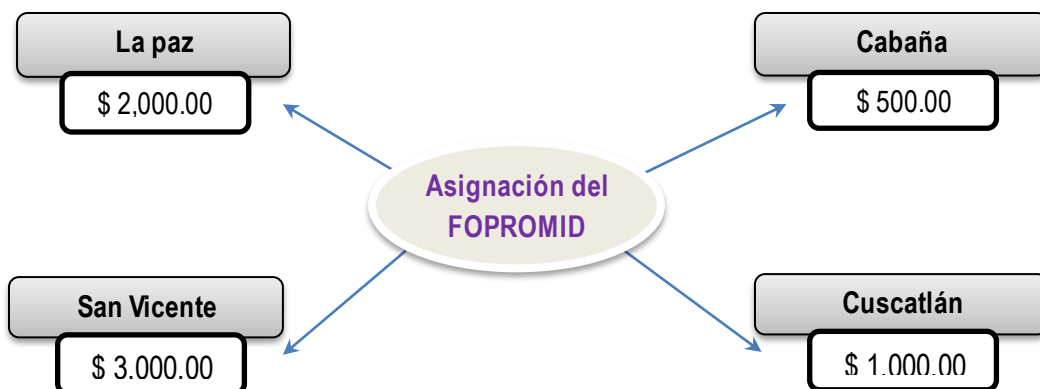 La paz
$ 2,000.00
Cabaña
$ 500.00
Asignación del
FOPROMID
San Vicente
$ 3.000.00
Cuscatlán
$ 1.000.00